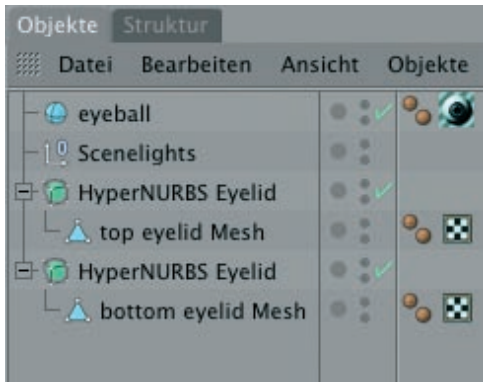 Objekte Struktur
Datei Bearbeiten Ansicht Objekte
eyeball
Scenelights
HyperNURBS Eyelid
top eyelid Mesh
HyperNURBS Eyelid
bottom eyelid Mesh